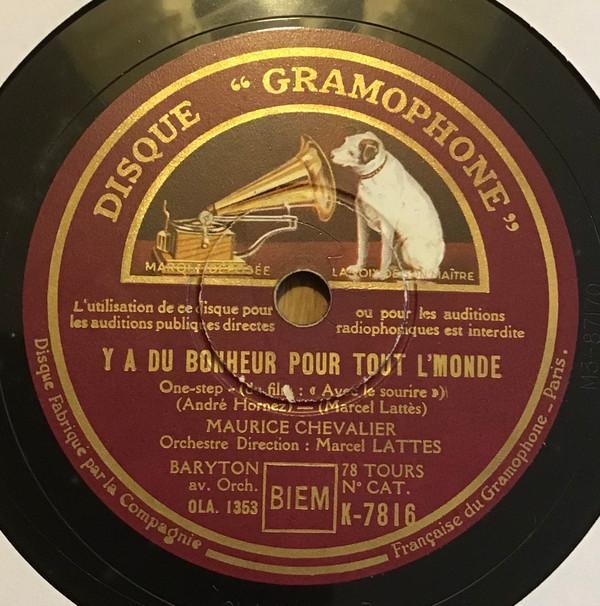 DISQUE “GRAMOPHONE”
MARQUE DÉPOSÉE LA VOIX DE SON MAÎTRE
L'utilisation de ce disque pour
les auditions publiques directes
ou pour les auditions
radiophoniques est interdite
Y A DU BONHEUR POUR TOUT L'MONDE
One-step - (du film : « Avec le sourire »)
(André Hornez) — (Marcel Lattès)
MAURICE CHEVALIER
Orchestre Direction : Marcel LATTES
BARYTON
av. Orch.
OLA. 1353
BIEM
78 TOURS
N° CAT.
K-7816
Disque Fabriqué par la Compagnie Française du Gramophone - Paris.